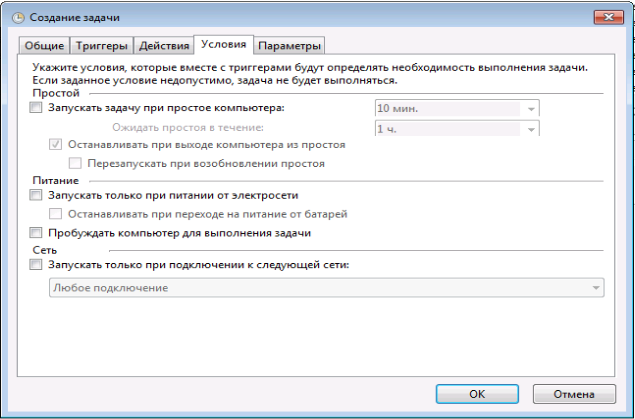 Создание задачи
Общие Триггеры Действия Условия Параметры
Укажите условия, которые вместе с триггерами будут определять необходимость выполнения задачи.
Если заданное условие недопустимо, задача не будет выполняться.
Простой
Запускать задачу при простое компьютера: 10 мин.
Ожидать простоя в течение: 1 ч.
Останавливать при выходе компьютера из простоя
Перезапускать при возобновлении простоя
Питание
Запускать только при питании от электросети
Останавливать при переходе на питание от батарей
Пробуждать компьютер для выполнения задачи
Сеть
Запускать только при подключении к следующей сети:
Любое подключение
ОК Отмена